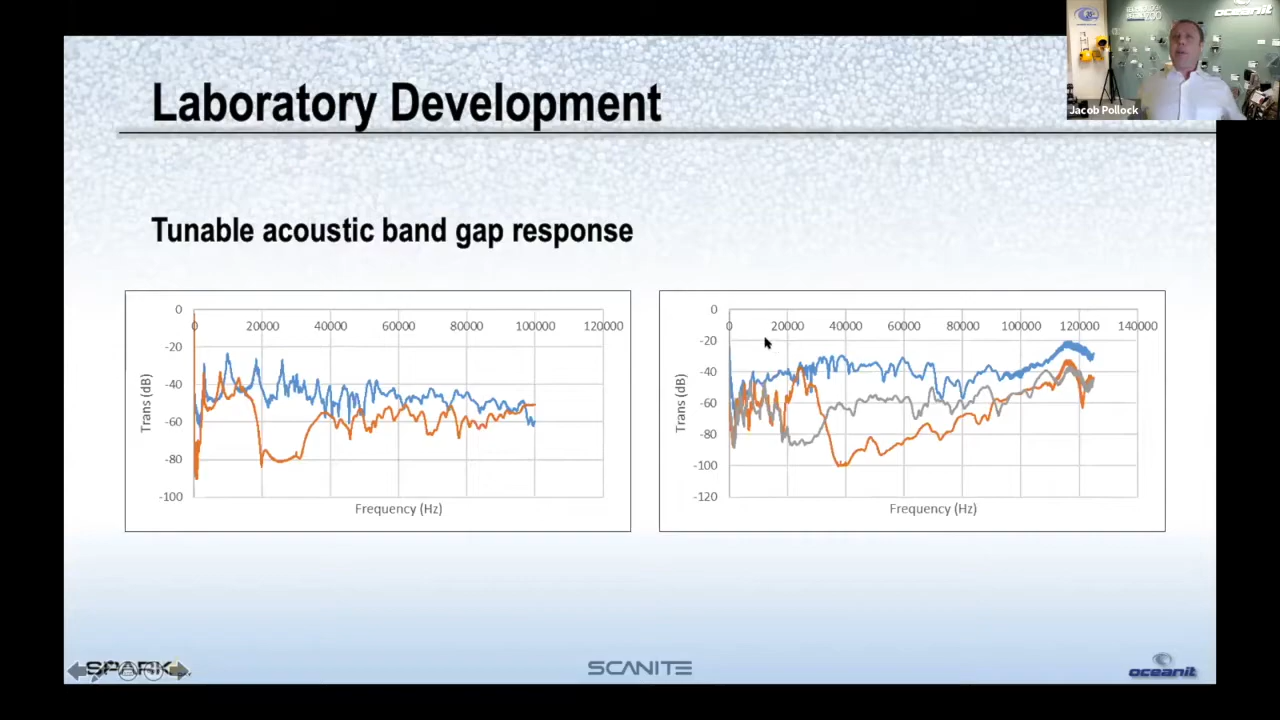 oceanit
Jacob Pollock
Laboratory Development
Tunable acoustic band gap response
0
0 20000 40000 60000 80000 100000 120000
-20
-40
-60
-80
-100
Trans (dB)
Frequency (Hz)
0
0 20000 40000 60000 80000 100000 120000 140000
-20
-40
-60
-80
-100
-120
Trans (dB)
Frequency (Hz)
SPARK
SCANITE
oceanit